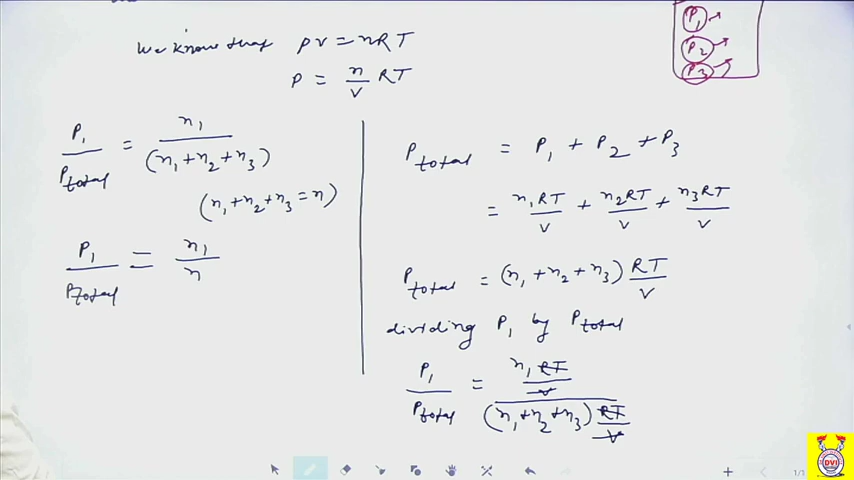 We know that PV = nRT
P = n/V RT
P₁
P₂
P₃
P₁/Ptotal = n₁/(n₁+n₂+n₃)
(n₁+n₂+n₃=n)
P₁/Ptotal = n₁/n
Ptotal = P₁ + P₂ + P₃
= n₁RT/V + n₂RT/V + n₃RT/V
Ptotal = (n₁+n₂+n₃) RT/V
dividing P₁ by Ptotal
P₁/Ptotal = n₁ RT/V / (n₁+n₂+n₃) RT/V
1/1
DVI